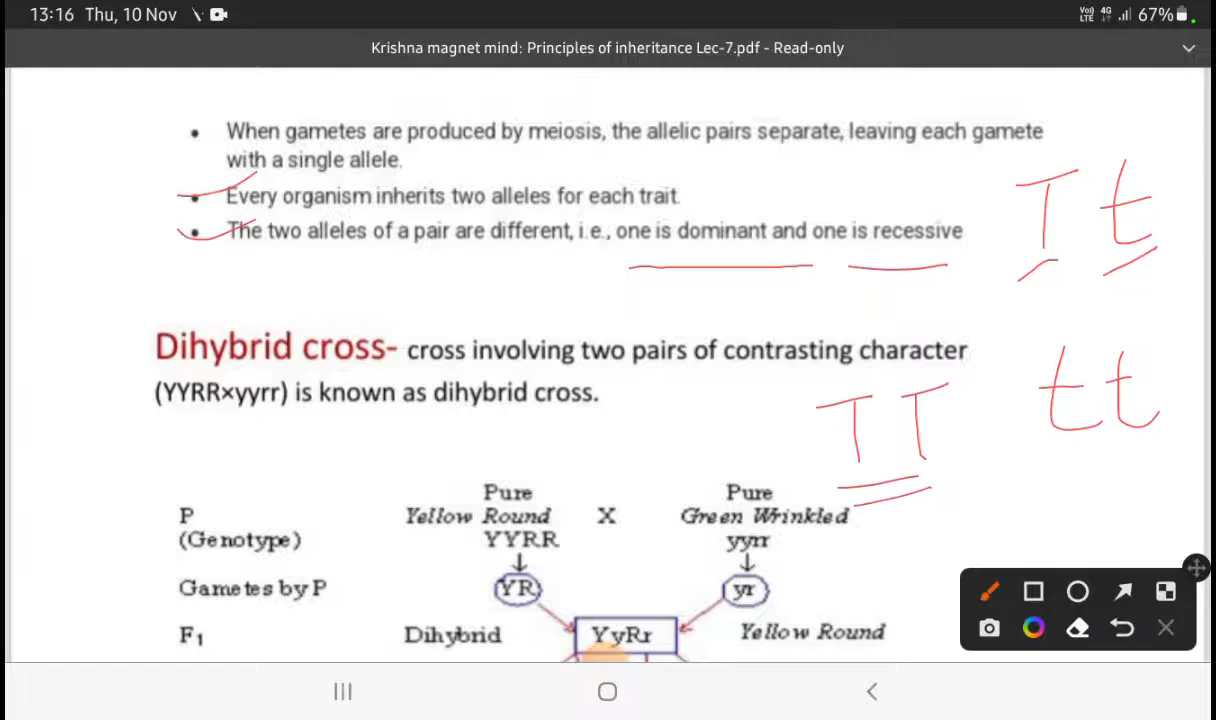 13:16 Thu, 10 Nov
Vo) LTE 4G 67%
Krishna magnet mind: Principles of inheritance Lec-7.pdf - Read-only
• When gametes are produced by meiosis, the allelic pairs separate, leaving each gamete
with a single allele.
• Every organism inherits two alleles for each trait.
• The two alleles of a pair are different, i.e., one is dominant and one is recessive
T t
Dihybrid cross- cross involving two pairs of contrasting character
(YYRR×yyrr) is known as dihybrid cross.
TT tt
Pure Pure
P Yellow Round X Green Wrinkled
(Genotype) YYRR yyrr
Gametes by P YR yr
F1 Dihybrid YyRr Yellow Round